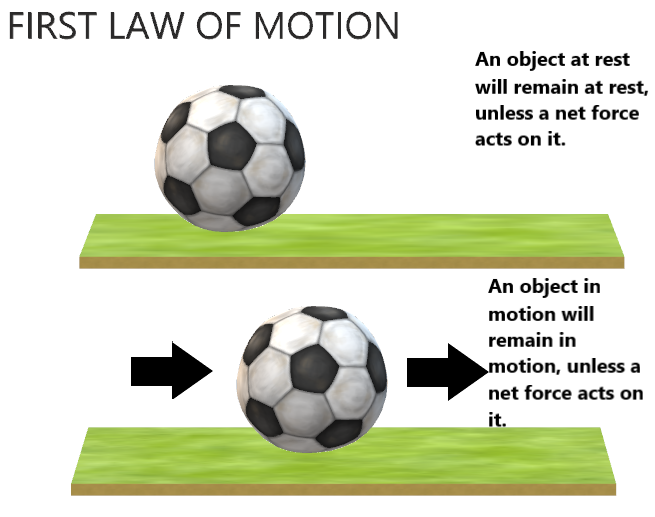 FIRST LAW OF MOTION
An object at rest
will remain at rest,
unless a net force
acts on it.
An object in
motion will
remain in
motion, unless a
net force acts on
it.